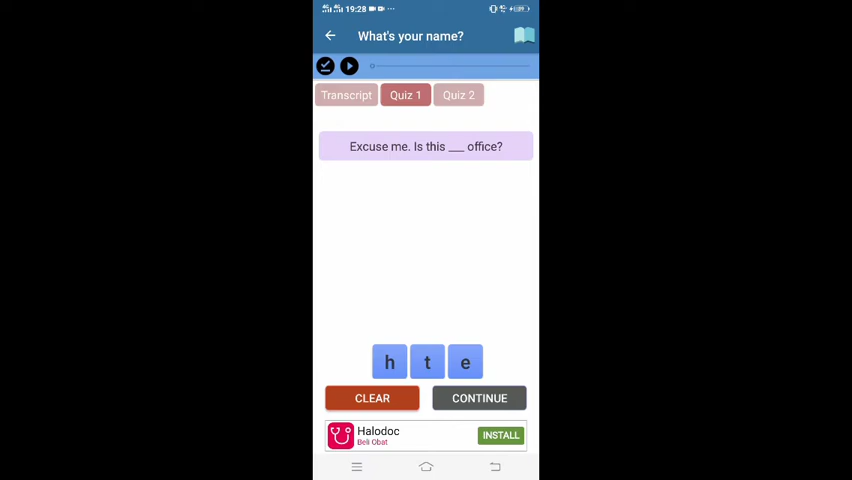 19:28
What's your name?
Transcript Quiz 1 Quiz 2
Excuse me. Is this ___ office?
h t e
CLEAR CONTINUE
Halodoc
Beli Obat
INSTALL